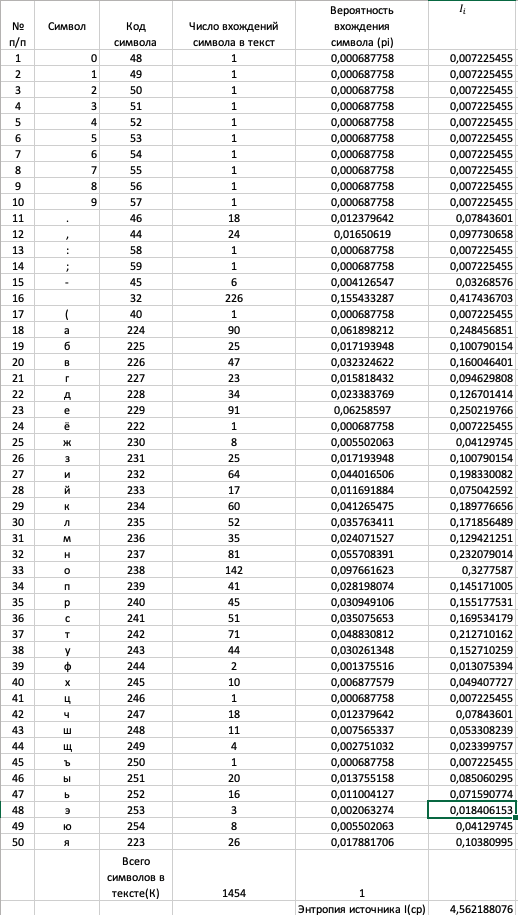 № п/п Символ Код символа Число вхождений символа в текст Вероятность вхождения символа (pi) Iᵢ
1 0 48 1 0,000687758 0,007225455
2 1 49 1 0,000687758 0,007225455
3 2 50 1 0,000687758 0,007225455
4 3 51 1 0,000687758 0,007225455
5 4 52 1 0,000687758 0,007225455
6 5 53 1 0,000687758 0,007225455
7 6 54 1 0,000687758 0,007225455
8 7 55 1 0,000687758 0,007225455
9 8 56 1 0,000687758 0,007225455
10 9 57 1 0,000687758 0,007225455
11 . 46 18 0,012379642 0,07843601
12 , 44 24 0,01650619 0,097730658
13 : 58 1 0,000687758 0,007225455
14 ; 59 1 0,000687758 0,007225455
15 - 45 6 0,004126547 0,03268576
16 32 226 0,155433287 0,417436703
17 ( 40 1 0,000687758 0,007225455
18 а 224 90 0,061898212 0,248456851
19 б 225 25 0,017193948 0,100790154
20 в 226 47 0,032324622 0,160046401
21 г 227 23 0,015818432 0,094629808
22 д 228 34 0,023383769 0,126701414
23 е 229 91 0,06258597 0,250219766
24 ё 222 1 0,000687758 0,007225455
25 ж 230 8 0,005502063 0,04129745
26 з 231 25 0,017193948 0,100790154
27 и 232 64 0,044016506 0,198330082
28 й 233 17 0,011691884 0,075042592
29 к 234 60 0,041265475 0,189776656
30 л 235 52 0,035763411 0,171856489
31 м 236 35 0,024071527 0,129421251
32 н 237 81 0,055708391 0,232079014
33 о 238 142 0,097661623 0,3277587
34 п 239 41 0,028198074 0,145171005
35 р 240 45 0,030949106 0,155177531
36 с 241 51 0,035075653 0,169534179
37 т 242 71 0,048830812 0,212710162
38 у 243 44 0,030261348 0,152710259
39 ф 244 2 0,001375516 0,013075394
40 х 245 10 0,006877579 0,049407727
41 ц 246 1 0,000687758 0,007225455
42 ч 247 18 0,012379642 0,07843601
43 ш 248 11 0,007565337 0,053308239
44 щ 249 4 0,002751032 0,023399757
45 ъ 250 1 0,000687758 0,007225455
46 ы 251 20 0,013755158 0,085060295
47 ь 252 16 0,011004127 0,071590774
48 э 253 3 0,002063274 0,018406153
49 ю 254 8 0,005502063 0,04129745
50 я 223 26 0,017881706 0,10380995
Всего символов в тексте(К) 1454 1
Энтропия источника I(ср) 4,562188076